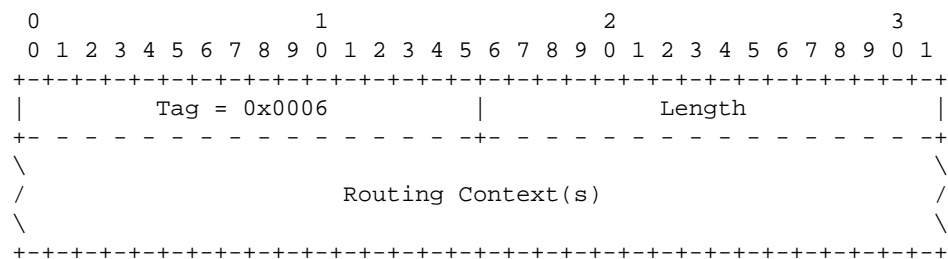 0                   1                   2                   3
 0 1 2 3 4 5 6 7 8 9 0 1 2 3 4 5 6 7 8 9 0 1 2 3 4 5 6 7 8 9 0 1
+-+-+-+-+-+-+-+-+-+-+-+-+-+-+-+-+-+-+-+-+-+-+-+-+-+-+-+-+-+-+-+-+
|         Tag = 0x0006          |            Length             |
+- - - - - - - - - - - - - - - -+- - - - - - - - - - - - - - - -+
\                                                               \
/                      Routing Context(s)                       /
\                                                               \
+-+-+-+-+-+-+-+-+-+-+-+-+-+-+-+-+-+-+-+-+-+-+-+-+-+-+-+-+-+-+-+-+